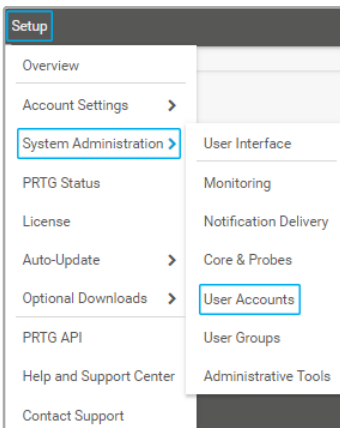 Setup
Overview
Account Settings
System Administration
PRTG Status
License
Auto-Update
Optional Downloads
PRTG API
Help and Support Center
Contact Support
User Interface
Monitoring
Notification Delivery
Core & Probes
User Accounts
User Groups
Administrative Tools